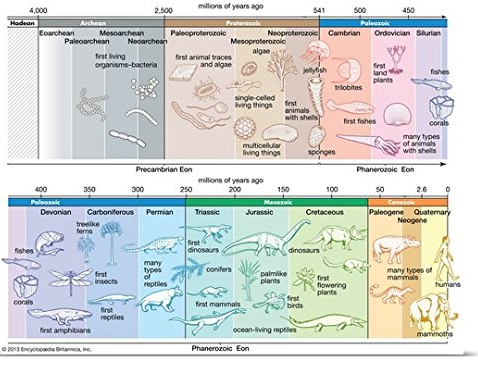 millions of years ago
4,000 2,500 541 500 450
Hadean Archean Proterozoic Paleozoic
Eoarchean Mesoarchean Paleoproterozoic Neoproterozoic Cambrian Ordovician Silurian
Paleoarchean Neoarchean Mesoproterozoic
first living
organisms–bacteria
first animal traces
and algae
algae
single-celled
living things
multicellular
living things
first
animals
with shells
jellyfish
sponges
trilobites
first fishes
first
land
plants
many types
of animals
with shells
fishes
corals
Precambrian Eon Phanerozoic Eon
millions of years ago
400 350 300 250 200 150 100 50 2.6 0
Paleozoic Mesozoic Cenozoic
Devonian Carboniferous Permian Triassic Jurassic Cretaceous Paleogene Quaternary
Neogene
fishes
corals
treelike
ferns
first
insects
first amphibians
first
reptiles
many
types
of
reptiles
first
dinosaurs
conifers
first mammals
dinosaurs
palmlike
plants
first
birds
ocean-living reptiles
first
flowering
plants
many types of
mammals
humans
mammoths
© 2013 Encyclopædia Britannica, Inc.
Phanerozoic Eon